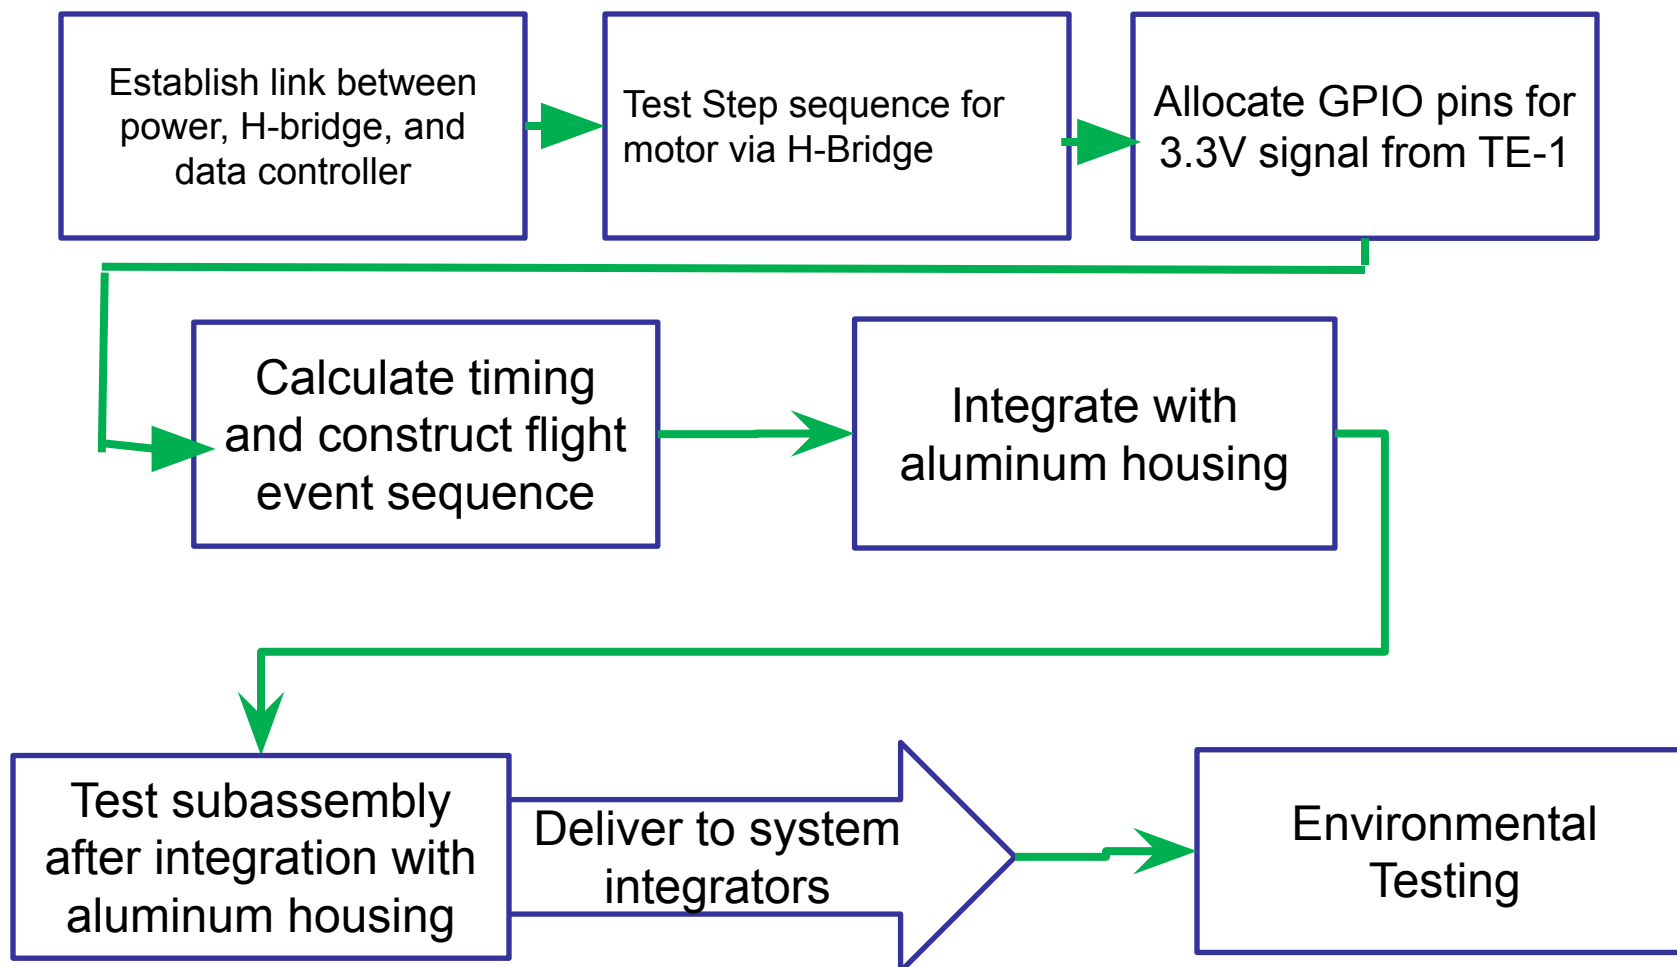 Establish link between
power, H-bridge, and
data controller
Test Step sequence for
motor via H-Bridge
Allocate GPIO pins for
3.3V signal from TE-1
Calculate timing
and construct flight
event sequence
Integrate with
aluminum housing
Test subassembly
after integration with
aluminum housing
Deliver to system
integrators
Environmental
Testing